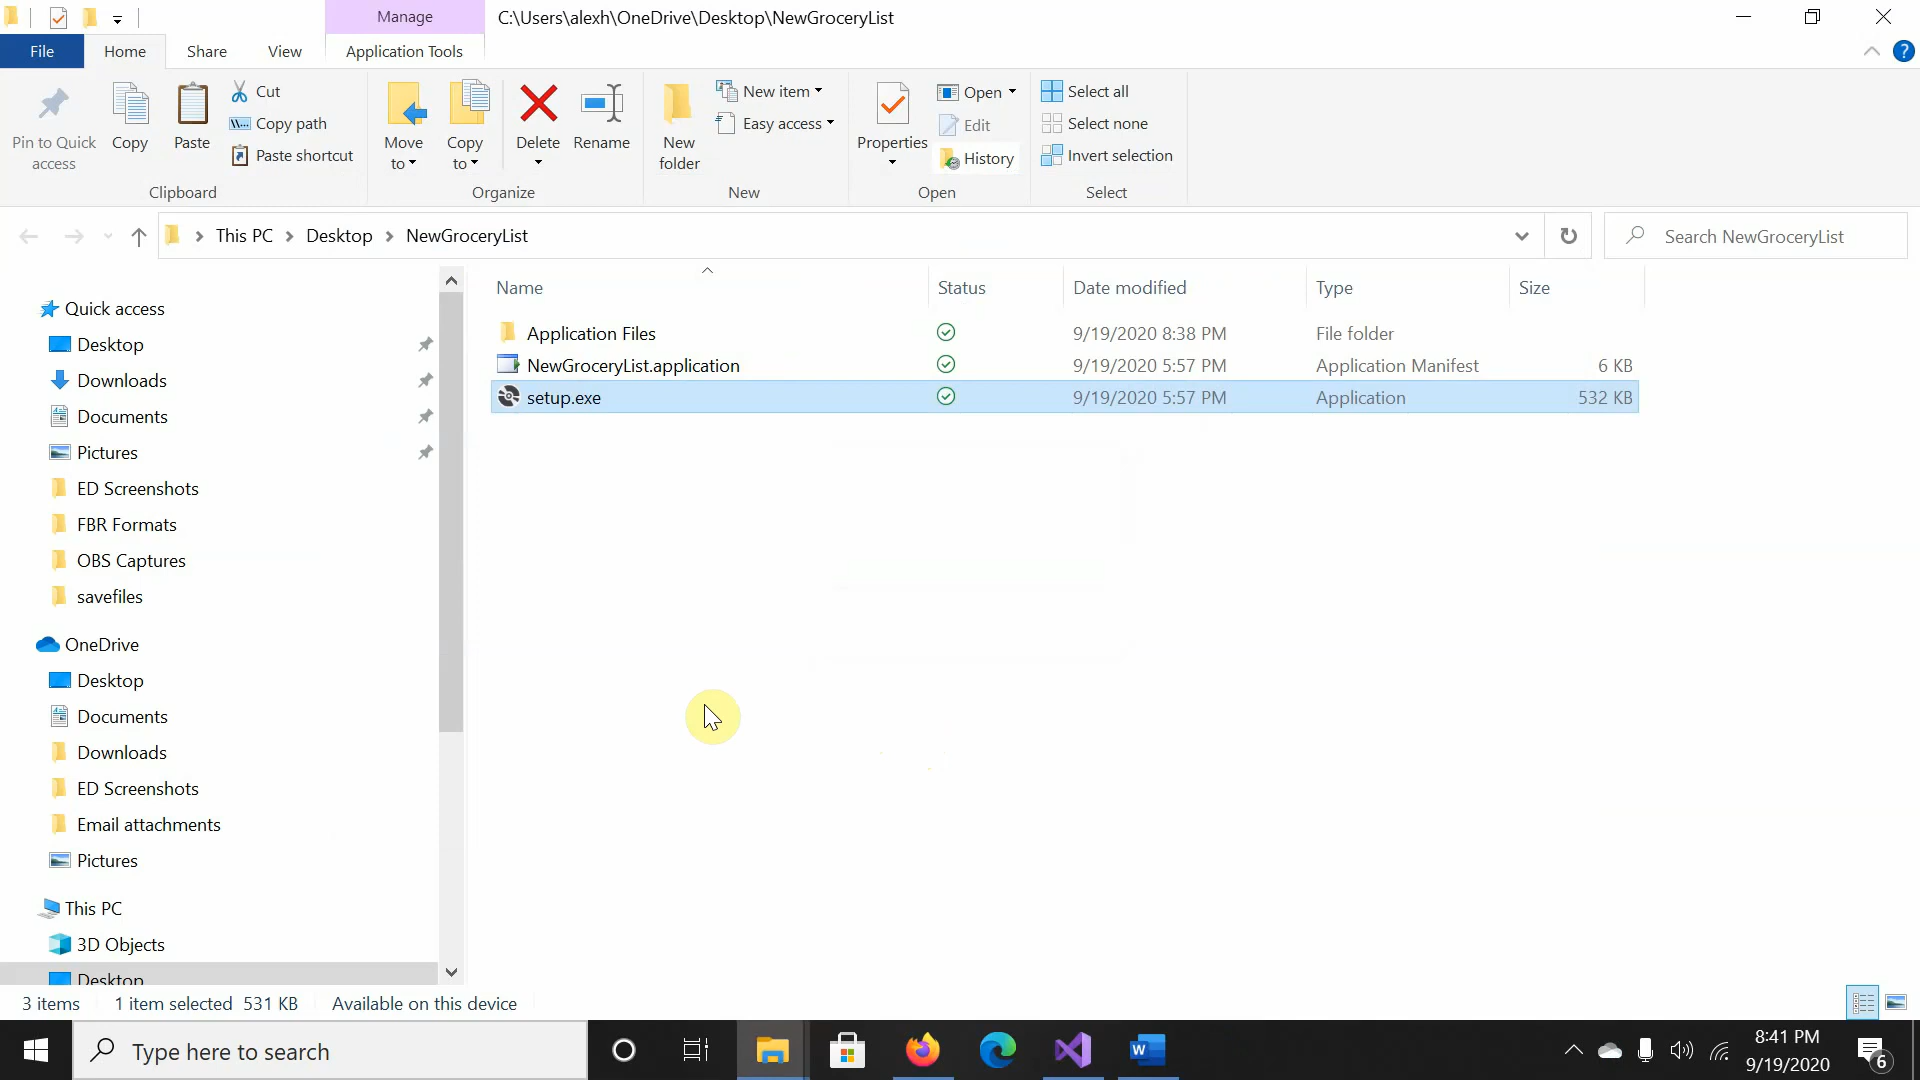 Manage
C:\Users\alexh\OneDrive\Desktop\NewGroceryList
File
Home
Share
View
Application Tools
?
Pin to Quick access
Copy
Paste
Cut
Copy path
Paste shortcut
Clipboard
Move to
Copy to
Delete
Rename
Organize
New folder
New item
Easy access
New
Properties
Open
Edit
History
Open
Select all
Select none
Invert selection
Select
This PC
Desktop
NewGroceryList
Search NewGroceryList
Quick access
Desktop
Downloads
Documents
Pictures
ED Screenshots
FBR Formats
OBS Captures
savefiles
OneDrive
Desktop
Documents
Downloads
ED Screenshots
Email attachments
Pictures
This PC
3D Objects
Desktop
Name Status Date modified Type Size
Application Files 9/19/2020 8:38 PM File folder
NewGroceryList.application 9/19/2020 5:57 PM Application Manifest 6 KB
setup.exe 9/19/2020 5:57 PM Application 532 KB
3 items 1 item selected 531 KB Available on this device
Type here to search
W
8:41 PM
9/19/2020
6